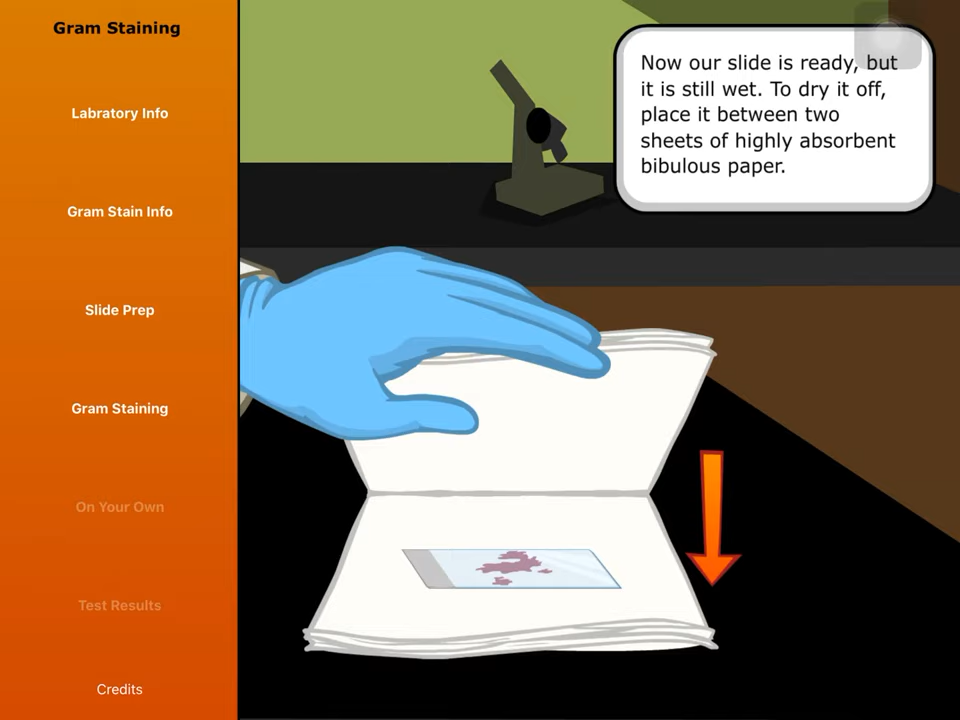 Gram Staining
Labratory Info
Gram Stain Info
Slide Prep
Gram Staining
On Your Own
Test Results
Credits
Now our slide is ready, but
it is still wet. To dry it off,
place it between two
sheets of highly absorbent
bibulous paper.